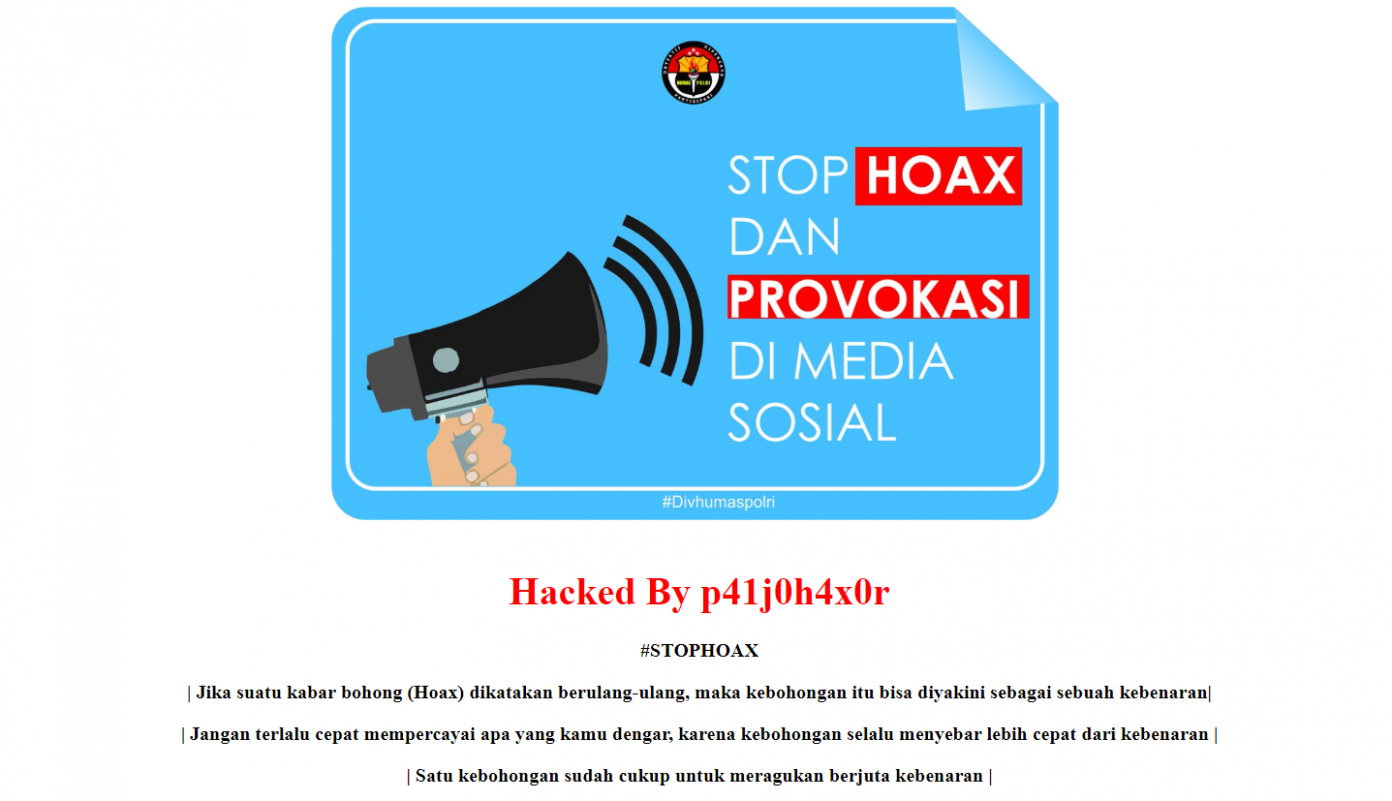 HUMAS POLRI
STOP HOAX
DAN
PROVOKASI
DI MEDIA
SOSIAL
#Divhumaspolri
Hacked By p41j0h4x0r
#STOPHOAX
| Jika suatu kabar bohong (Hoax) dikatakan berulang-ulang, maka kebohongan itu bisa diyakini sebagai sebuah kebenaran|
| Jangan terlalu cepat mempercayai apa yang kamu dengar, karena kebohongan selalu menyebar lebih cepat dari kebenaran |
| Satu kebohongan sudah cukup untuk meragukan berjuta kebenaran |